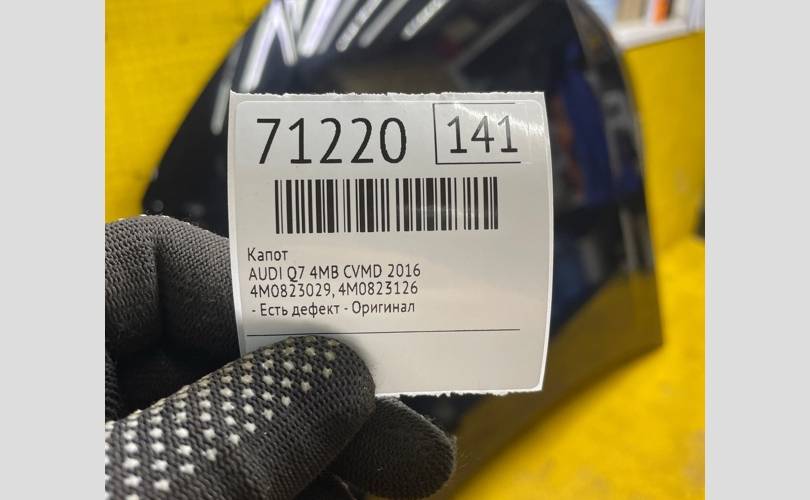 71220 141
Капот
AUDI Q7 4MB CVMD 2016
4M0823029, 4M0823126
- Есть дефект - Оригинал